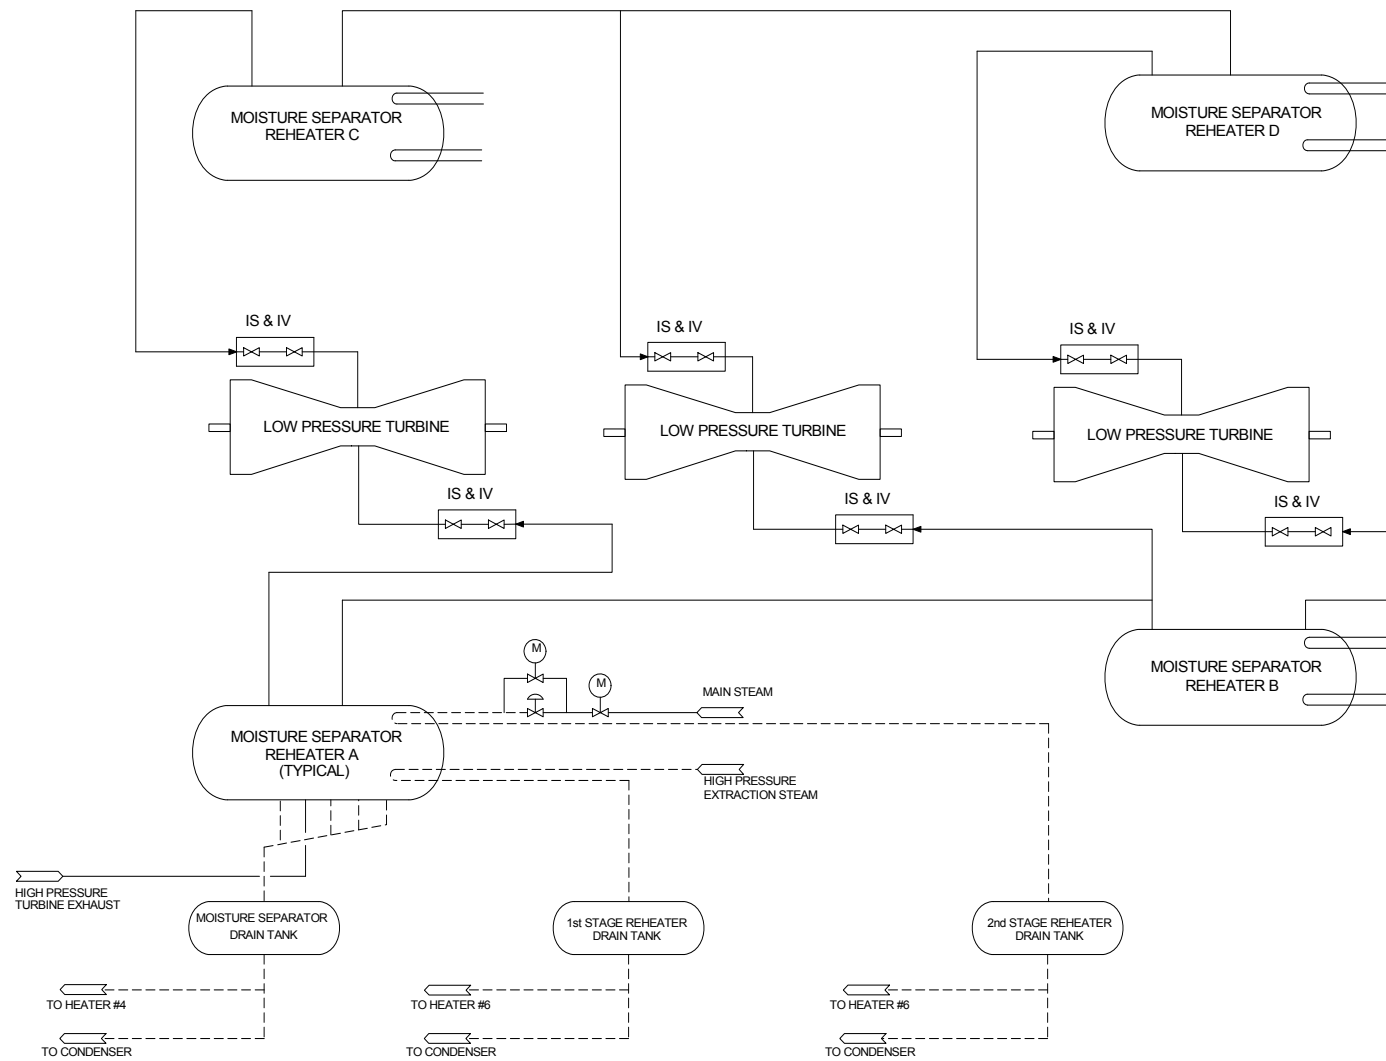 MOISTURE SEPARATOR
REHEATER C
MOISTURE SEPARATOR
REHEATER D
IS & IV
IS & IV
IS & IV
LOW PRESSURE TURBINE
LOW PRESSURE TURBINE
LOW PRESSURE TURBINE
IS & IV
IS & IV
IS & IV
M
M
MAIN STEAM
MOISTURE SEPARATOR
REHEATER B
MOISTURE SEPARATOR
REHEATER A
(TYPICAL)
HIGH PRESSURE
EXTRACTION STEAM
HIGH PRESSURE
TURBINE EXHAUST
MOISTURE SEPARATOR
DRAIN TANK
1st STAGE REHEATER
DRAIN TANK
2nd STAGE REHEATER
DRAIN TANK
TO HEATER #4
TO HEATER #6
TO HEATER #6
TO CONDENSER
TO CONDENSER
TO CONDENSER